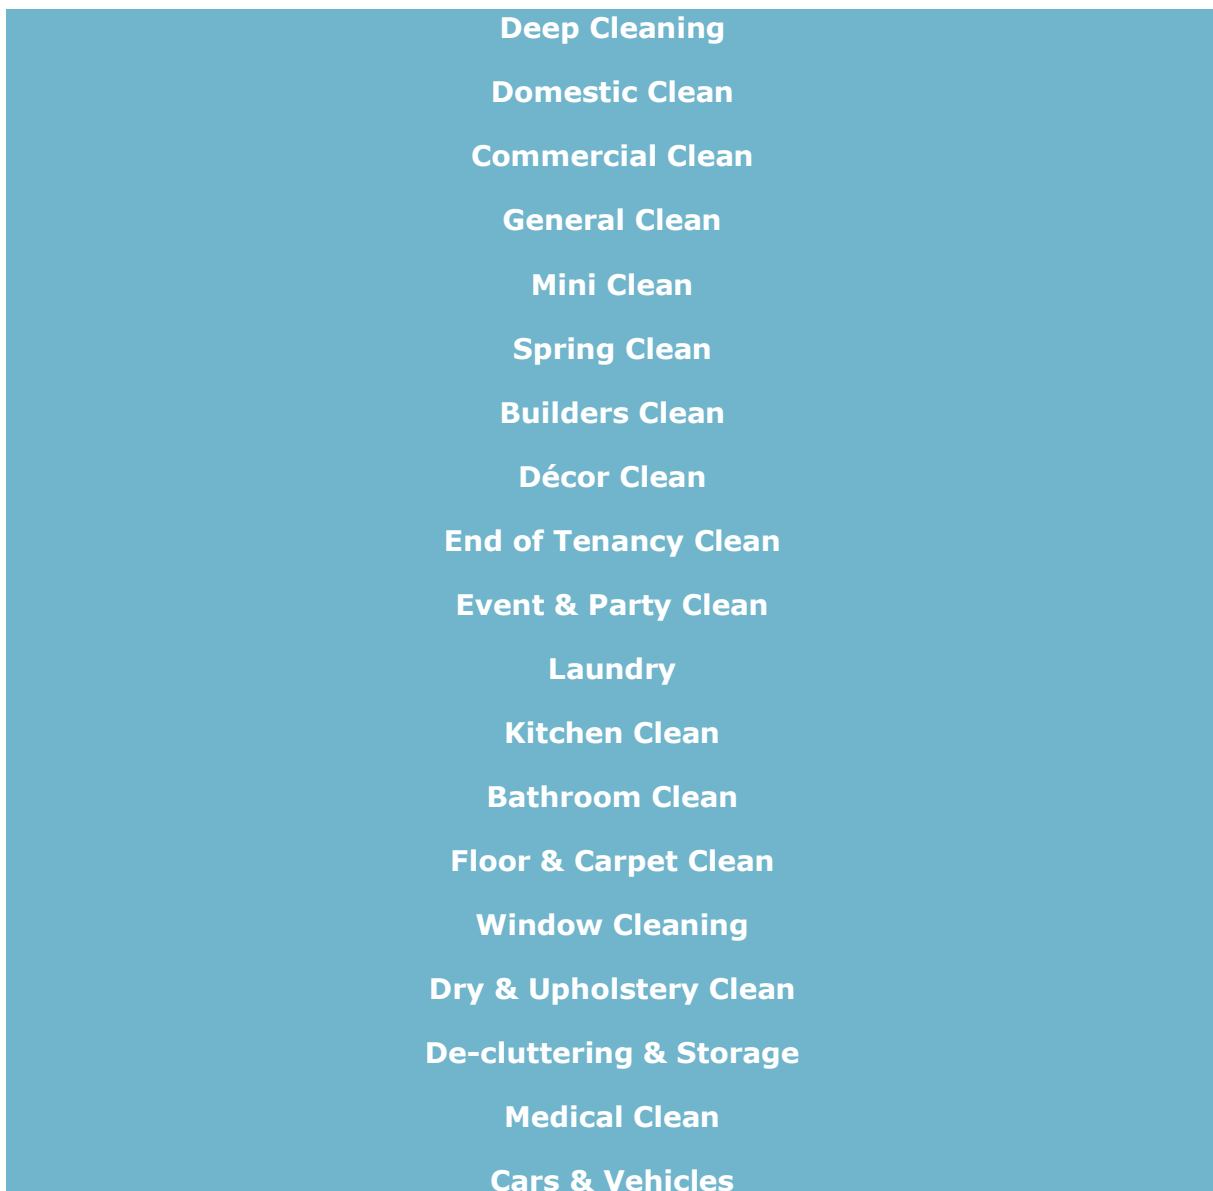 Deep Cleaning
Domestic Clean
Commercial Clean
General Clean
Mini Clean
Spring Clean
Builders Clean
Décor Clean
End of Tenancy Clean
Event & Party Clean
Laundry
Kitchen Clean
Bathroom Clean
Floor & Carpet Clean
Window Cleaning
Dry & Upholstery Clean
De-cluttering & Storage
Medical Clean
Cars & Vehicles